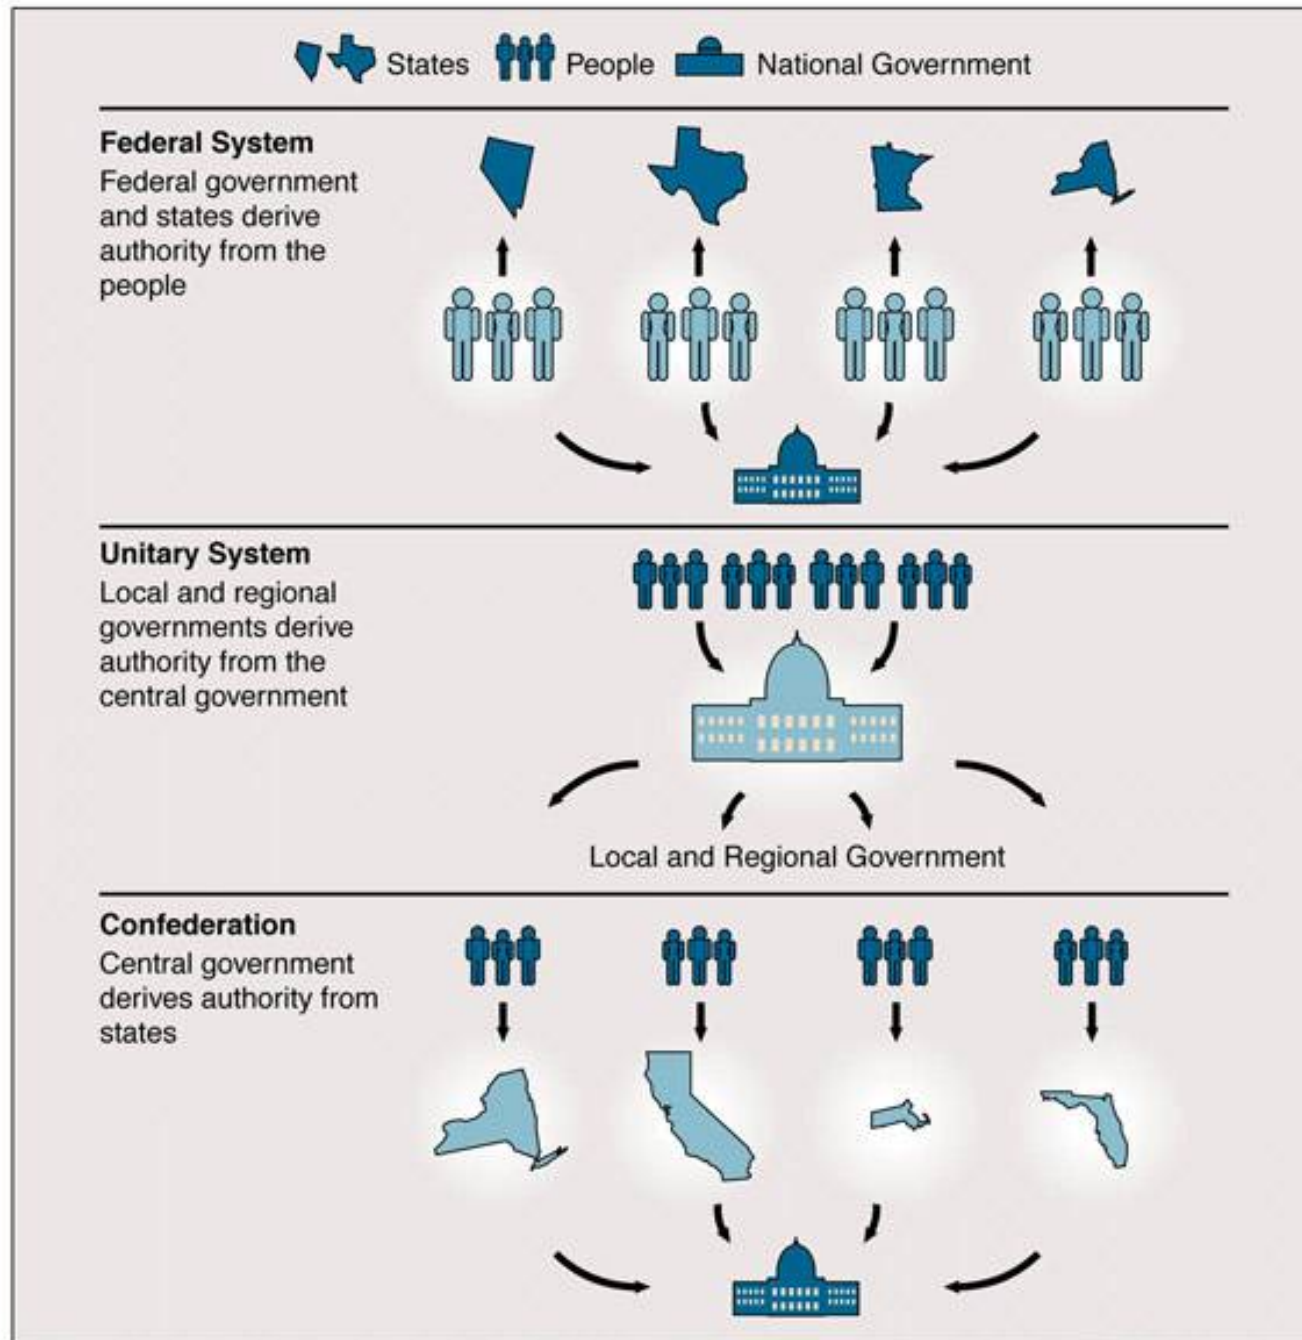 States People National Government
Federal System
Federal government
and states derive
authority from the
people
Unitary System
Local and regional
governments derive
authority from the
central government
Local and Regional Government
Confederation
Central government
derives authority from
states